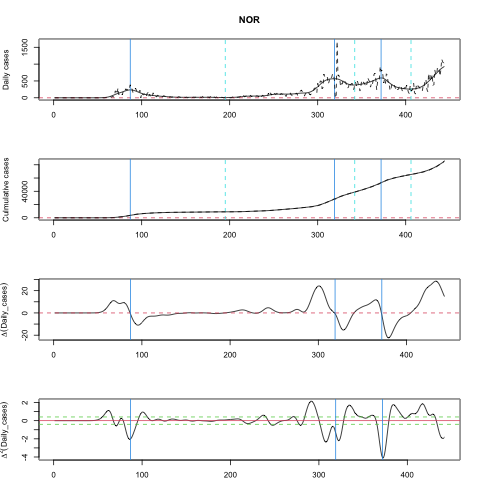 NOR
Daily cases
0 500 1500
0 100 200 300 400
Culmulative cases
0 40000
0 100 200 300 400
Δ(Daily_cases)
-20 0 20
0 100 200 300 400
Δ²(Daily_cases)
-4 -2 0 2
0 100 200 300 400